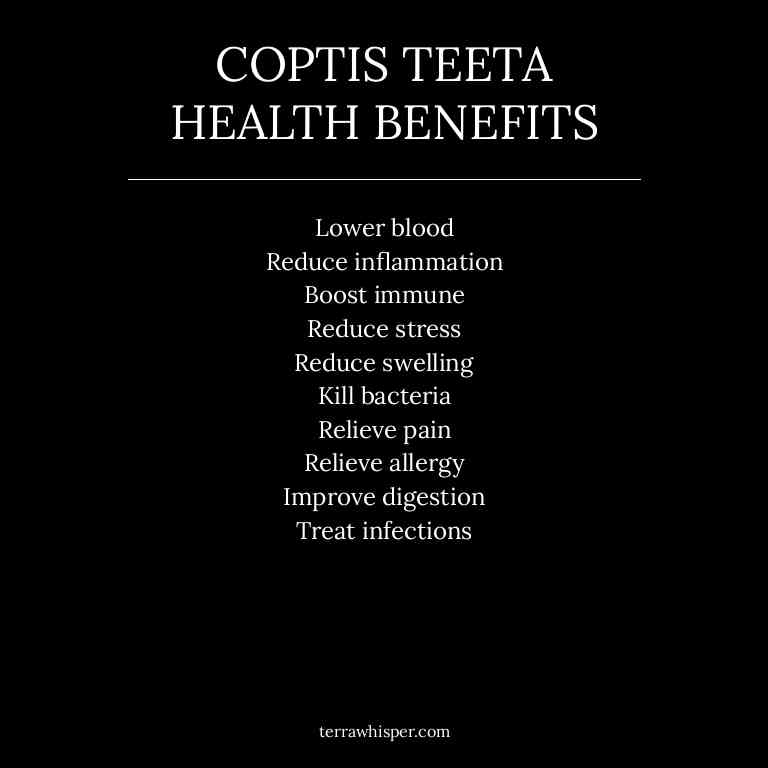 COPTIS TEETA
HEALTH BENEFITS
Lower blood
Reduce inflammation
Boost immune
Reduce stress
Reduce swelling
Kill bacteria
Relieve pain
Relieve allergy
Improve digestion
Treat infections
terrawhisper.com